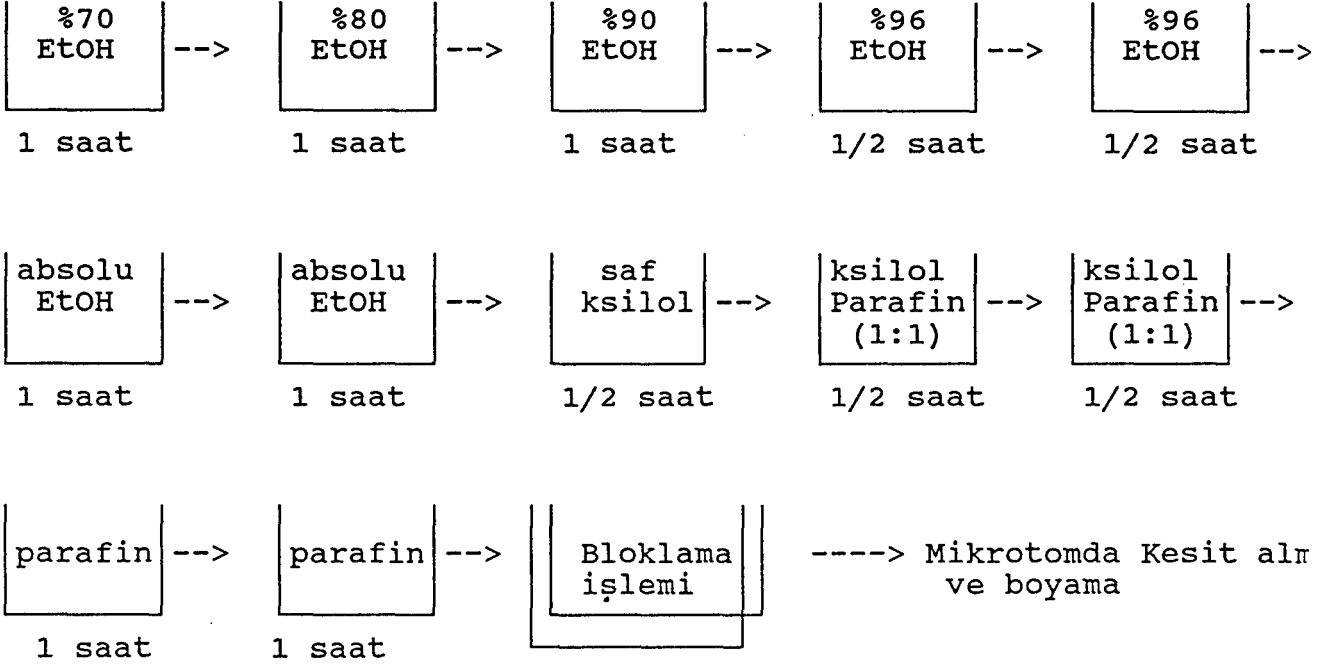 %70 %80 %90 %96 %96
EtOH --> EtOH --> EtOH --> EtOH --> EtOH -->
1 saat 1 saat 1 saat 1/2 saat 1/2 saat
absolu absolu saf ksilol ksilol
EtOH --> EtOH --> ksilol --> Parafin --> Parafin -->
(1:1) (1:1)
1 saat 1 saat 1/2 saat 1/2 saat 1/2 saat
parafin --> parafin --> Bloklama ----> Mikrotomda Kesit
işlemi ve boyama
1 saat 1 saat